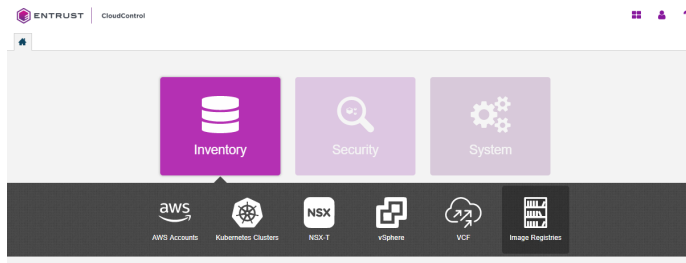 ENTRUST CloudControl
Inventory Security System
aws NSX
AWS Accounts Kubernetes Clusters NSX-T vSphere VCF Image Registries